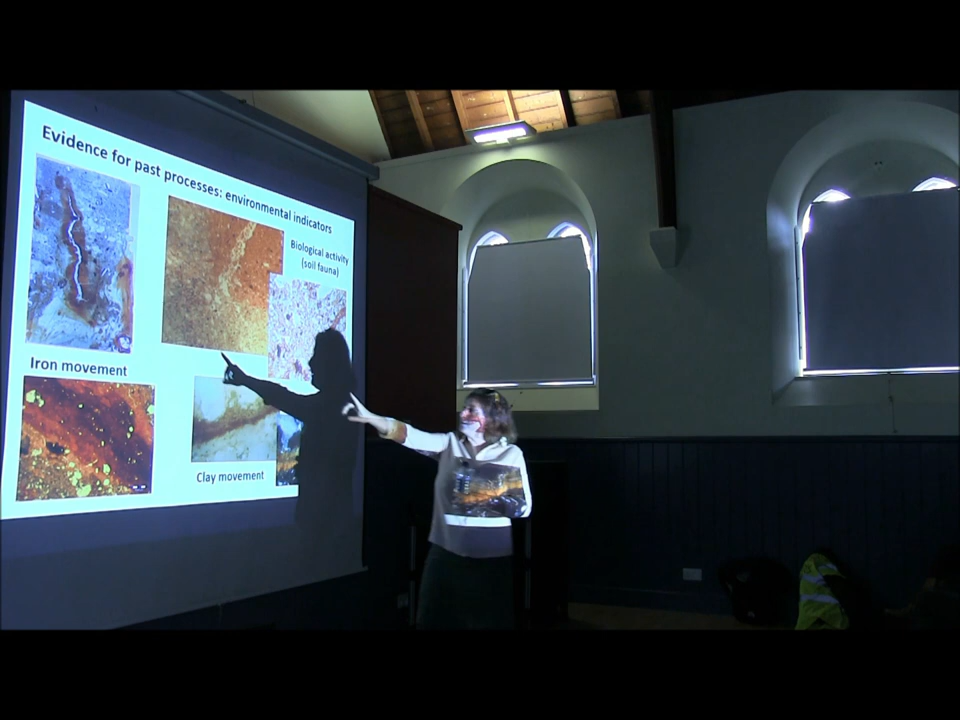 Evidence for past processes: environmental indicators
Biological activity
(soil fauna)
Iron movement
Clay movement